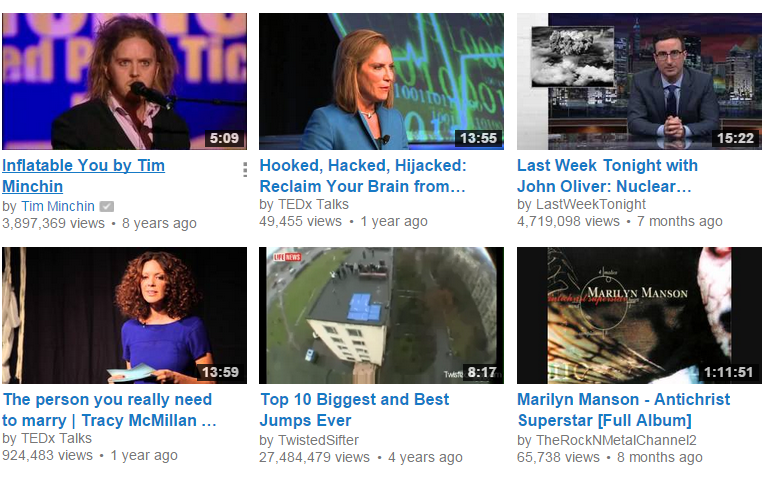 5:09
13:55
15:22
Inflatable You by Tim
Minchin
by Tim Minchin
3,897,369 views • 8 years ago
Hooked, Hacked, Hijacked:
Reclaim Your Brain from…
by TEDx Talks
49,455 views • 1 year ago
Last Week Tonight with
John Oliver: Nuclear…
by LastWeekTonight
4,719,098 views • 7 months ago
LIFE NEWS
MARILYN MANSON
antichrist superstar
13:59
8:17
1:11:51
The person you really need
to marry | Tracy McMillan …
by TEDx Talks
924,483 views • 1 year ago
Top 10 Biggest and Best
Jumps Ever
by TwistedSifter
27,484,479 views • 4 years ago
Marilyn Manson - Antichrist
Superstar [Full Album]
by TheRockNMetalChannel2
65,738 views • 8 months ago